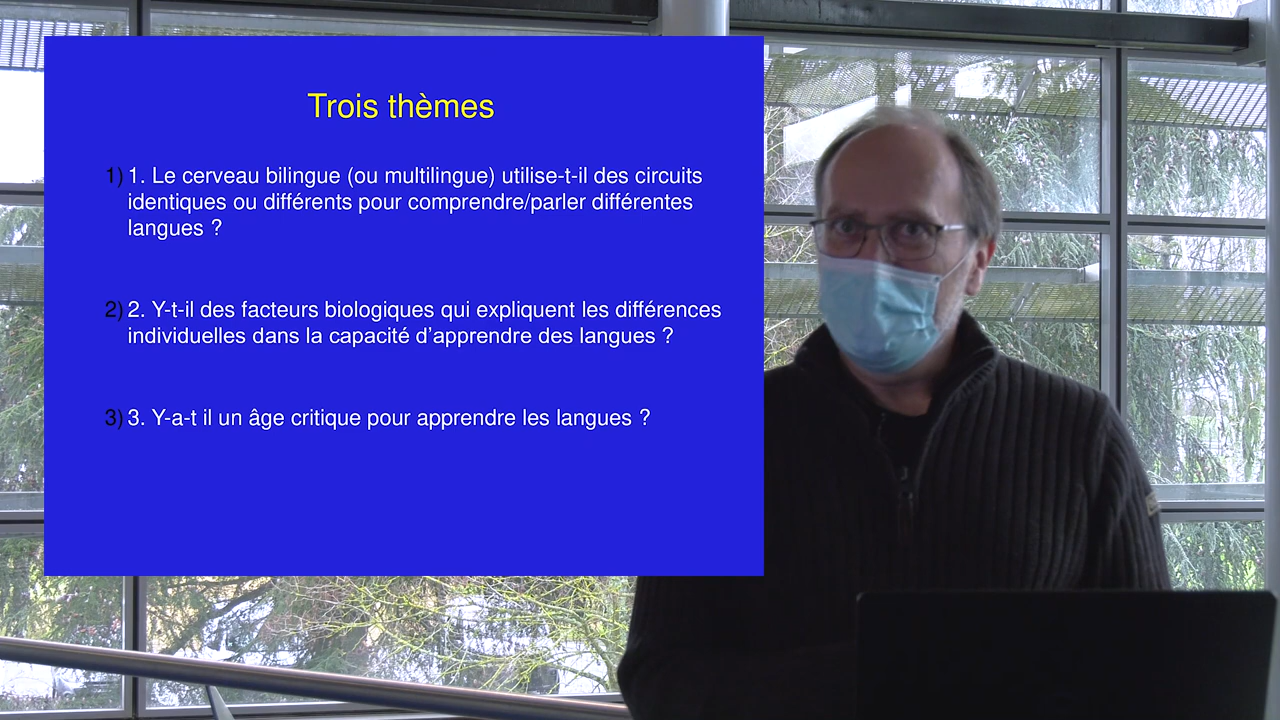 Trois thèmes
1) 1. Le cerveau bilingue (ou multilingue) utilise-t-il des circuits
identiques ou différents pour comprendre/parler différentes
langues ?
2) 2. Y-t-il des facteurs biologiques qui expliquent les différences
individuelles dans la capacité d'apprendre des langues ?
3) 3. Y-a-t il un âge critique pour apprendre les langues ?